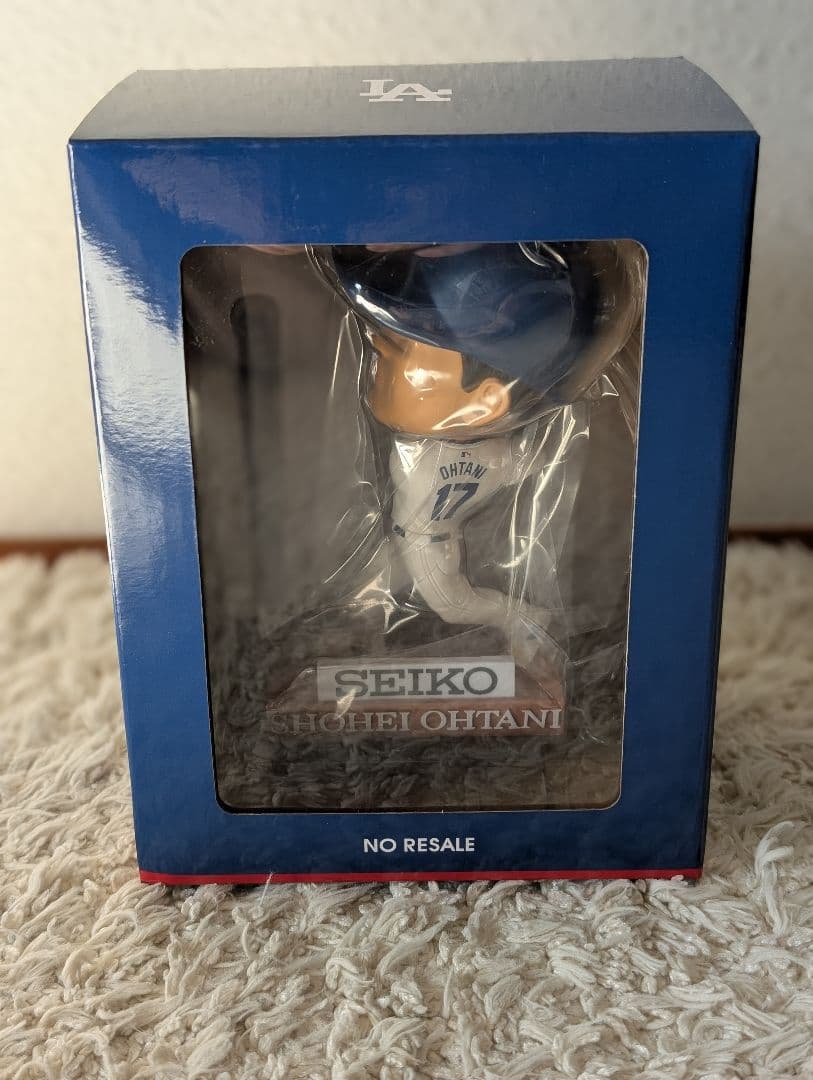 LA
OHTANI
17
SEIKO
SHOHEI OHTANI
NO RESALE